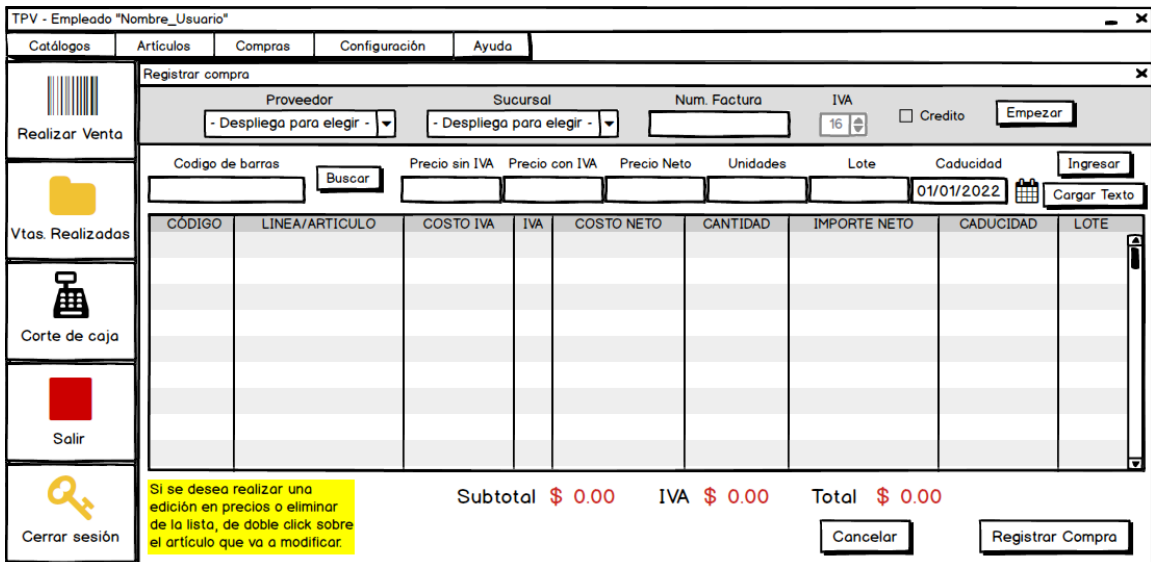 TPV - Empleado "Nombre_Usuario"
Catálogos Artículos Compras Configuración Ayuda
Realizar Venta
Vtas. Realizadas
Corte de caja
Salir
Cerrar sesión
Registrar compra
Proveedor Sucursal Num. Factura IVA
- Despliega para elegir - - Despliega para elegir - 16 Credito Empezar
Codigo de barras Buscar Precio sin IVA Precio con IVA Precio Neto Unidades Lote Caducidad Ingresar
01/01/2022 Cargar Texto
CÓDIGO LINEA/ARTICULO COSTO IVA IVA COSTO NETO CANTIDAD IMPORTE NETO CADUCIDAD LOTE
Si se desea realizar una
edición en precios o eliminar
de la lista, de doble click sobre
el artículo que va a modificar.
Subtotal $ 0.00 IVA $ 0.00 Total $ 0.00
Cancelar Registrar Compra